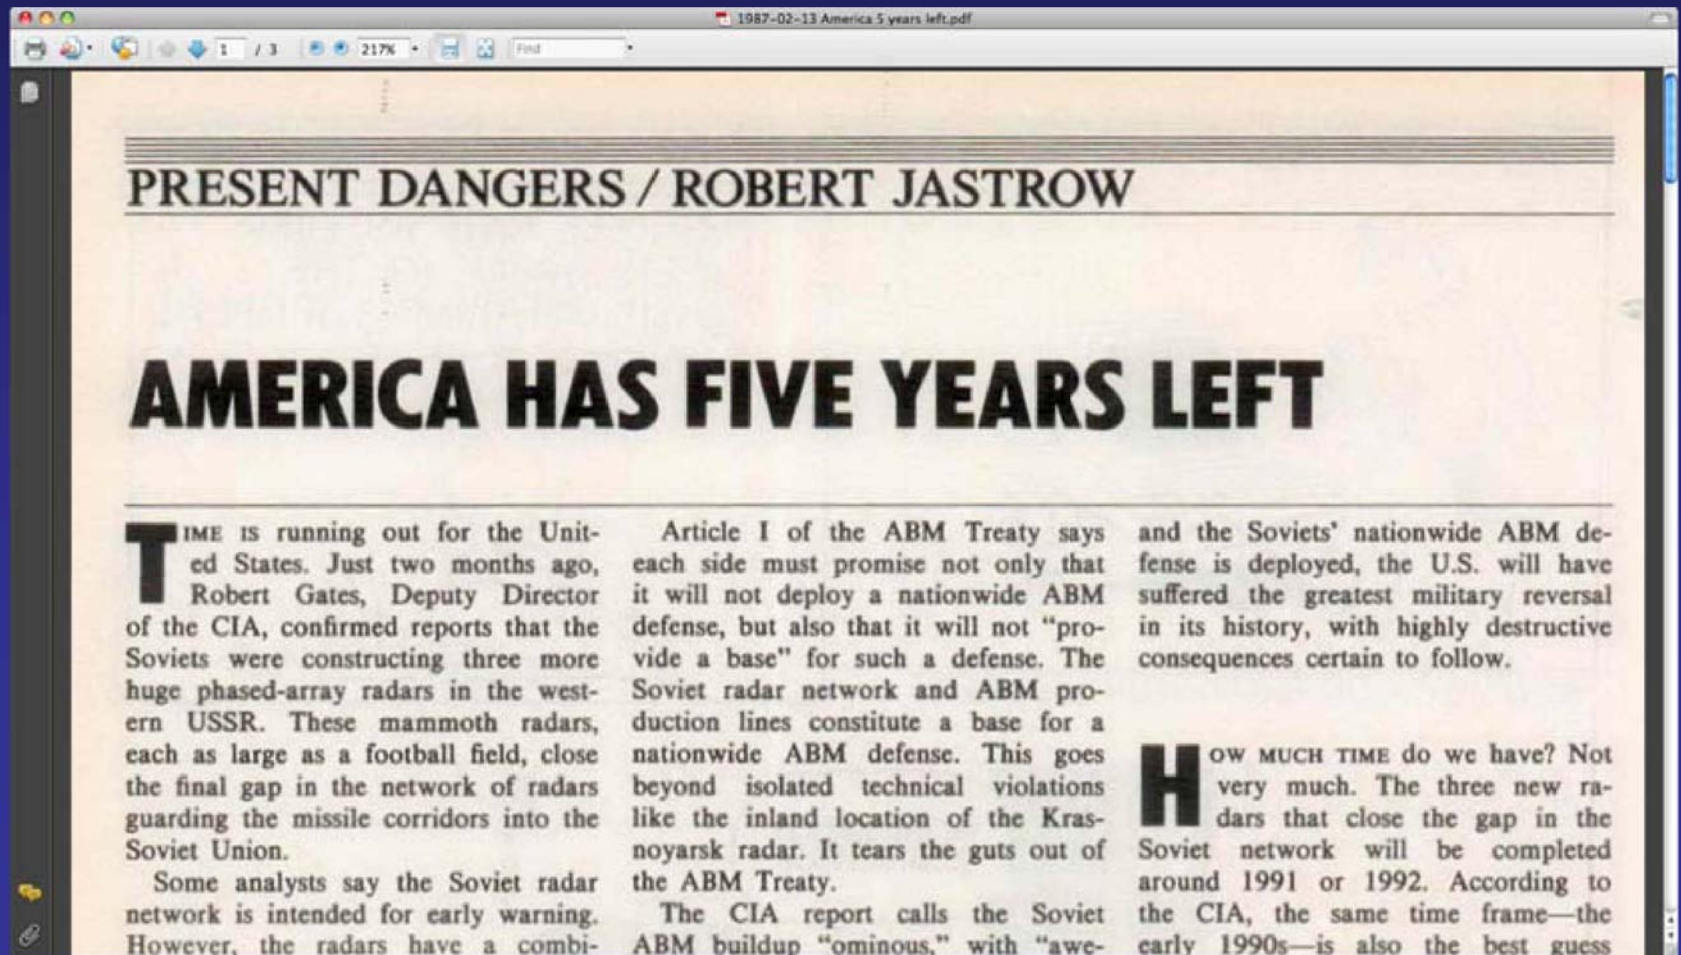 1987-02-13 America 5 years left.pdf
1 / 3 217% Find
PRESENT DANGERS / ROBERT JASTROW
AMERICA HAS FIVE YEARS LEFT
TIME IS running out for the Unit-
ed States. Just two months ago,
Robert Gates, Deputy Director
of the CIA, confirmed reports that the
Soviets were constructing three more
huge phased-array radars in the west-
ern USSR. These mammoth radars,
each as large as a football field, close
the final gap in the network of radars
guarding the missile corridors into the
Soviet Union.
Some analysts say the Soviet radar
network is intended for early warning.
However, the radars have a combi-
Article I of the ABM Treaty says
each side must promise not only that
it will not deploy a nationwide ABM
defense, but also that it will not "pro-
vide a base" for such a defense. The
Soviet radar network and ABM pro-
duction lines constitute a base for a
nationwide ABM defense. This goes
beyond isolated technical violations
like the inland location of the Kras-
noyarsk radar. It tears the guts out of
the ABM Treaty.
The CIA report calls the Soviet
ABM buildup "ominous," with "awe-
and the Soviets' nationwide ABM de-
fense is deployed, the U.S. will have
suffered the greatest military reversal
in its history, with highly destructive
consequences certain to follow.
HOW MUCH TIME do we have? Not
very much. The three new ra-
dars that close the gap in the
Soviet network will be completed
around 1991 or 1992. According to
the CIA, the same time frame—the
early 1990s—is also the best guess